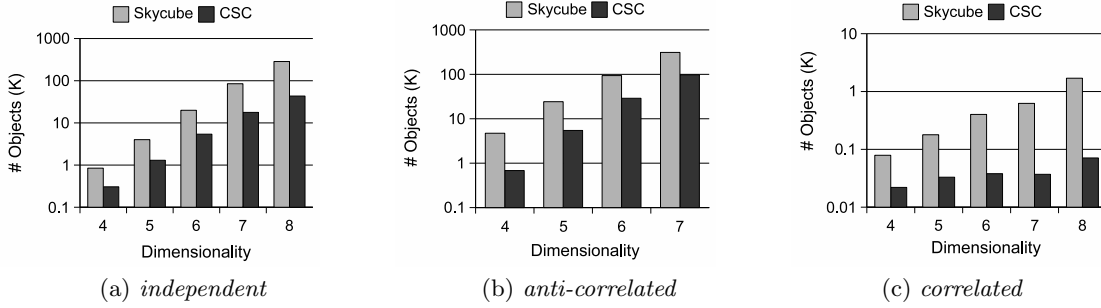 Skycube CSC
1000
100
10
1
0.1
# Objects (K)
4 5 6 7 8
Dimensionality
(a) independent
Skycube CSC
1000
100
10
1
0.1
# Objects (K)
4 5 6 7
Dimensionality
(b) anti-correlated
Skycube CSC
10
1
0.1
0.01
# Objects (K)
4 5 6 7 8
Dimensionality
(c) correlated